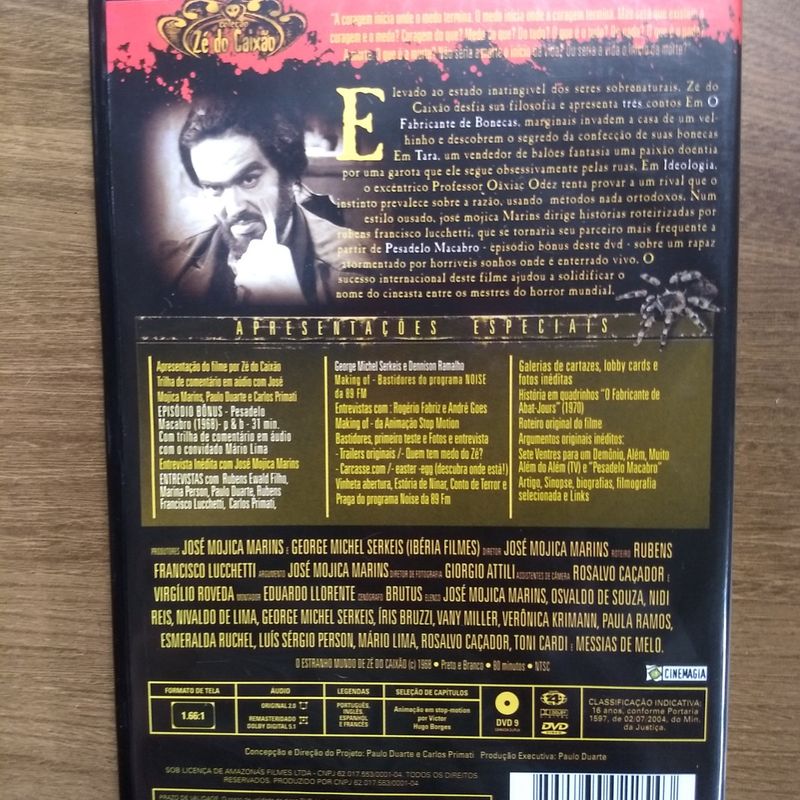 coleção
Zé do Caixão
"A coragem inicia onde o medo termina. O medo inicia onde a coragem termina. Mas será que existem a
coragem e o medo? Coragem do quê? Medo do quê? Do tudo? O que é o tudo? Do nada? O que é o nada?
A morte. O que é a morte? Não seria a morte o início da vida? Ou seria a vida o início da morte?"
Elevado ao estado inatingível dos seres sobrenaturais, Zé do
Caixão desfia sua filosofia e apresenta três contos Em O
Fabricante de Bonecas, marginais invadem a casa de um vel-
hinho e descobrem o segredo da confecção de suas bonecas
Em Tara, um vendedor de balões fantasia uma paixão doentia
por uma garota que ele segue obsessivamente pelas ruas. Em Ideologia,
o excêntrico Professor Oãxiac Odéz tenta provar a um rival que o
instinto prevalece sobre a razão, usando métodos nada ortodoxos. Num
estilo ousado, josé mojica Marins dirige histórias roteirizadas por
rubens francisco lucchetti, que se tornaria seu parceiro mais frequente a
partir de Pesadelo Macabro - episódio bônus deste dvd - sobre um rapaz
atormentado por horríveis sonhos onde é enterrado vivo. O
sucesso internacional deste filme ajudou a solidificar o
nome do cineasta entre os mestres do horror mundial.
APRESENTAÇÕES ESPECIAIS
Apresentação do filme por Zé do Caixão
Trilha de comentário em aúdio com José
Mojica Marins, Paulo Duarte e Carlos Primati
EPISÓDIO BÔNUS - Pesadelo
Macabro (1968)- p & b - 31 min.
Com trilha de comentário em áudio
com o convidado Mário Lima
Entrevista Inédita com José Mojica Marins
ENTREVISTAS com Rubens Ewald Filho,
Marina Person, Paulo Duarte, Rubens
Francisco Lucchetti, Carlos Primati,
George Michel Serkeis e Dennison Ramalho
Making of - Bastidores do programa NOISE
da 89 FM
Entrevistas com : Rogério Fabriz e André Goes
Making of - da Animação Stop Motion
Bastidores, primeiro teste e Fotos e entrevista
- Trailers originais /- Quem tem medo do Zé?
- Carcasse.com /- easter-egg (descubra onde está!)
Vinheta abertura, Estória de Ninar, Conto de Terror e
Praga do programa Noise da 89 Fm
Galerias de cartazes, lobby cards e
fotos inéditas
História em quadrinhos "O Fabricante de
Abat-Jours" (1970)
Roteiro original do filme
Argumentos originais inéditos:
Sete Ventres para um Demônio, Além, Muito
Além do Além (TV) e "Pesadelo Macabro"
Artigo, Sinopse, biografias, filmografia
selecionada e Links
PRODUTORES JOSÉ MOJICA MARINS E GEORGE MICHEL SERKEIS (IBÉRIA FILMES) DIRETOR JOSÉ MOJICA MARINS ROTEIRO RUBENS
FRANCISCO LUCCHETTI ARGUMENTO JOSÉ MOJICA MARINS DIRETOR DE FOTOGRAFIA GIORGIO ATTILI ASSISTENTES DE CÂMERA ROSALVO CAÇADOR E
VIRGÍLIO ROVEDA MONTADOR EDUARDO LLORENTE CENÓGRAFO BRUTUS ELENCO JOSÉ MOJICA MARINS, OSVALDO DE SOUZA, NIDI
REIS, NIVALDO DE LIMA, GEORGE MICHEL SERKEIS, ÍRIS BRUZZI, VANY MILLER, VERÔNICA KRIMANN, PAULA RAMOS,
ESMERALDA RUCHEL, LUÍS SÉRGIO PERSON, MÁRIO LIMA, ROSALVO CAÇADOR, TONI CARDI E MESSIAS DE MELO.
O ESTRANHO MUNDO DE ZÉ DO CAIXÃO (c) 1968 • Preto e Branco • 80 minutos • NTSC
CINEMAGIA
FORMATO DE TELA
1.66:1
ÁUDIO
ORIGINAL 2.0
REMASTERIZADO
DOLBY DIGITAL 5.1
LEGENDAS
PORTUGUÊS,
INGLÊS,
ESPANHOL
E FRANCÊS
SELEÇÃO DE CAPÍTULOS
Animação em stop-motion
por Victor
Hugo Borges
DVD 9
4
DVD
VIDEO
CLASSIFICAÇÃO INDICATIVA:
16 anos, conforme Portaria
1597, de 02.07.2004, do Min.
da Justiça.
Concepção e Direção do Projeto: Paulo Duarte e Carlos Primati Produção Executiva: Paulo Duarte
SOB LICENÇA DE AMAZONAS FILMES LTDA - CNPJ 62.017.553/0001-04. TODOS OS DIREITOS
RESERVADOS. PRODUZIDO POR CNPJ 62.017.583/0001-04